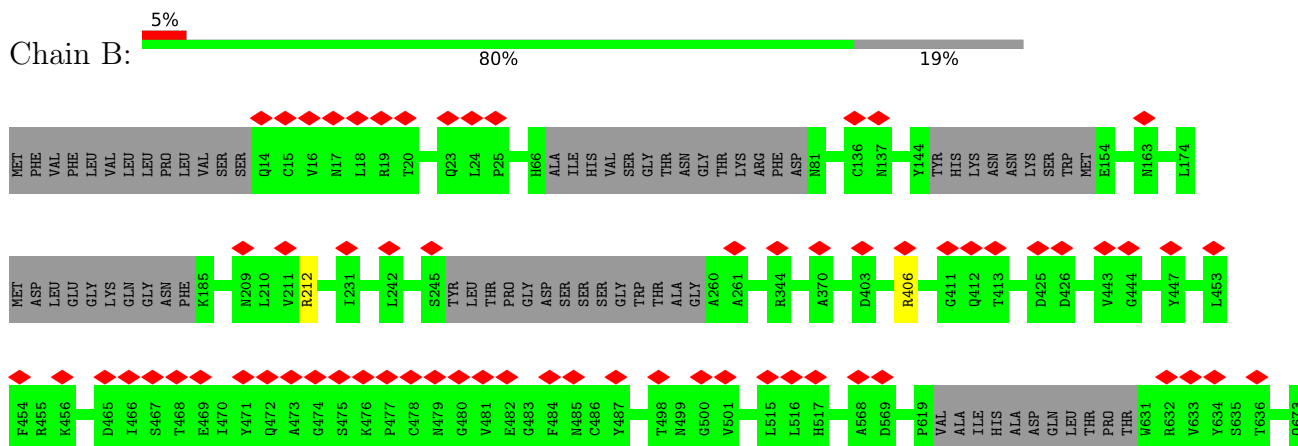 5%
Chain B:
80% 19%
MET PHE VAL PHE LEU VAL LEU LEU PRO LEU VAL SER SER Q14 C15 V16 N17 L18 R19 T20 Q23 L24 P25 H66 ALA ILE HIS VAL SER GLY THR ASN GLY THR LYS ARG PHE ASP N81 C136 N137 Y144 TYR HIS LYS ASN ASN LYS SER TRP MET E154 N163 L174
MET ASP LEU GLU GLY LYS GLN GLY ASN PHE K185 N209 L210 V211 R212 I231 L242 S245 TYR LEU THR PRO GLY ASP SER SER SER GLY TRP THR ALA GLY A260 A261 R344 A370 D403 R406 G411 Q412 T413 D425 D426 V443 G444 Y447 L453
F454 R455 K456 D465 I466 S467 T468 E469 I470 Y471 Q472 A473 G474 S475 K476 P477 C478 N479 G480 V481 E482 G483 F484 N485 C486 Y487 T498 N499 G500 V501 L515 L516 H517 A568 D569 P619 VAL ALA ILE HIS ALA ASP GLN LEU THR PRO THR W631 R632 V633 Y634 S635 T636